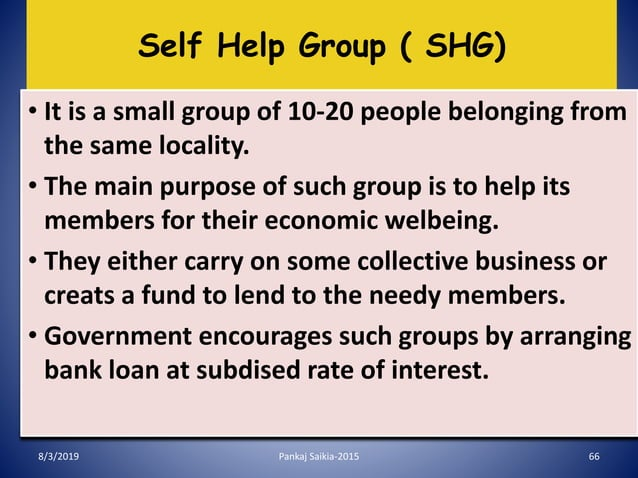 Self Help Group ( SHG)
• It is a small group of 10-20 people belonging from
the same locality.
• The main purpose of such group is to help its
members for their economic welbeing.
• They either carry on some collective business or
creats a fund to lend to the needy members.
• Government encourages such groups by arranging
bank loan at subdised rate of interest.
8/3/2019
Pankaj Saikia-2015
66